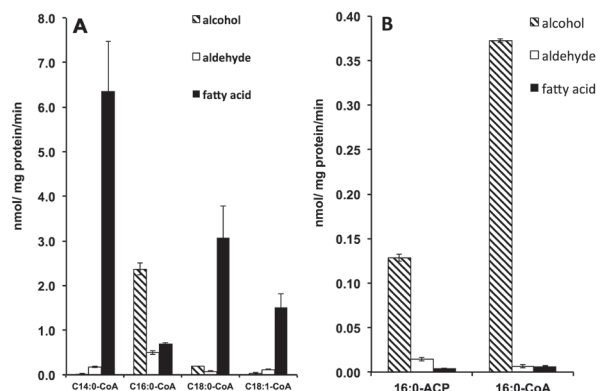 A
alcohol
aldehyde
fatty acid
nmol/ mg protein/min
8.0
7.0
6.0
5.0
4.0
3.0
2.0
1.0
0.0
C14:0-CoA C16:0-CoA C18:0-CoA C18:1-CoA
B
alcohol
aldehyde
fatty acid
nmol/ mg protein/min
0.40
0.35
0.30
0.25
0.20
0.15
0.10
0.05
0.00
16:0-ACP 16:0-CoA